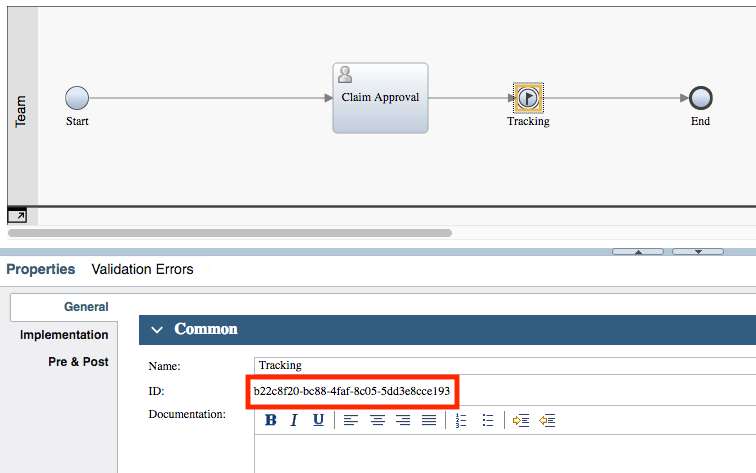 Team
Start
Claim Approval
Tracking
End
Properties
Validation Errors
General
Implementation
Pre & Post
Common
Name:
Tracking
ID:
b22c8f20-bc88-4faf-8c05-5dd3e8cce193
Documentation:
B I U